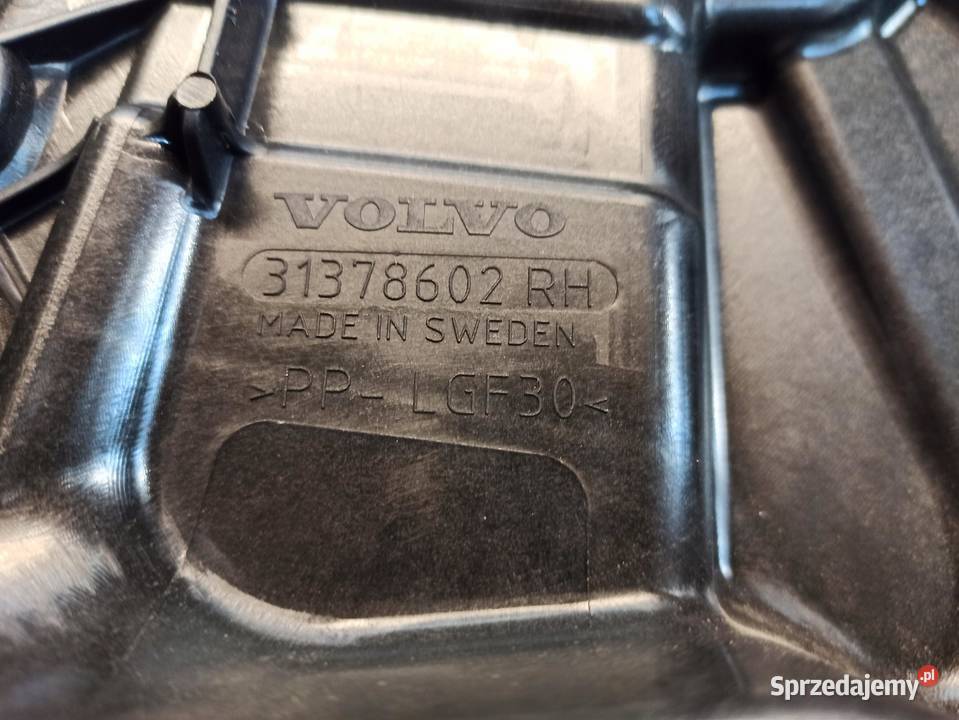 VOLVO
31378602 RH
MADE IN SWEDEN
>PP- LGF30<
Sprzedajemy.pl